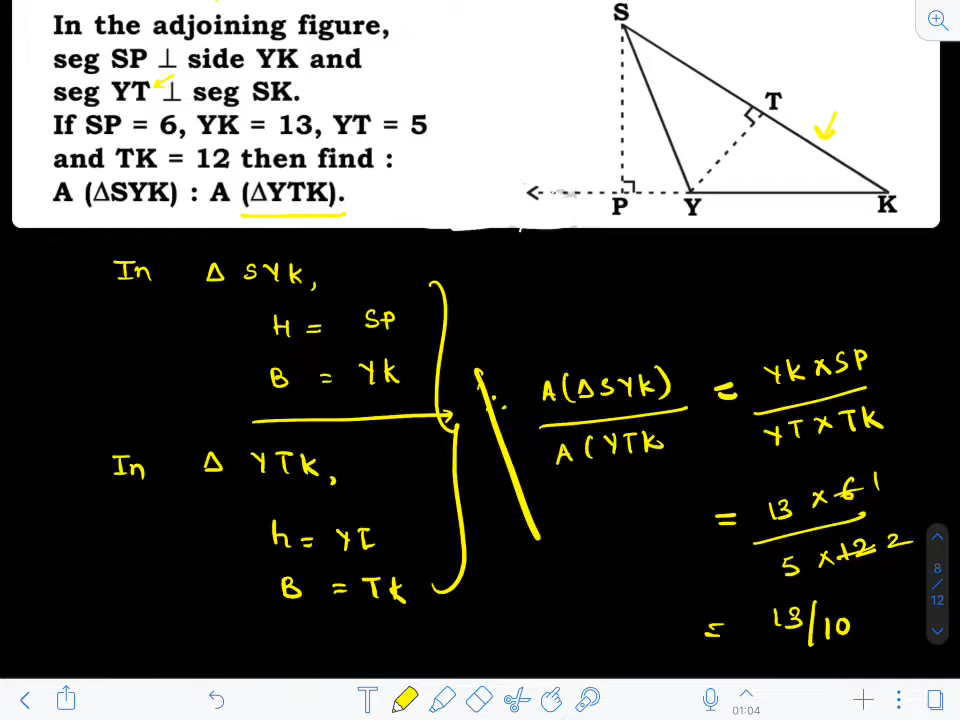 In the adjoining figure,
seg SP ⊥ side YK and
seg YT ⊥ seg SK.
If SP = 6, YK = 13, YT = 5
and TK = 12 then find :
A (ΔSYK) : A (ΔYTK).
S
T
P
Y
K
In Δ SYK,
H = SP
B = YK
In Δ YTK,
h = YT
B = TK
∴ A(ΔSYK) = YK × SP
A(YTK YT × TK
= 13 × 6 1
5 × 12 2
= 13/10
8
12
T
01:04